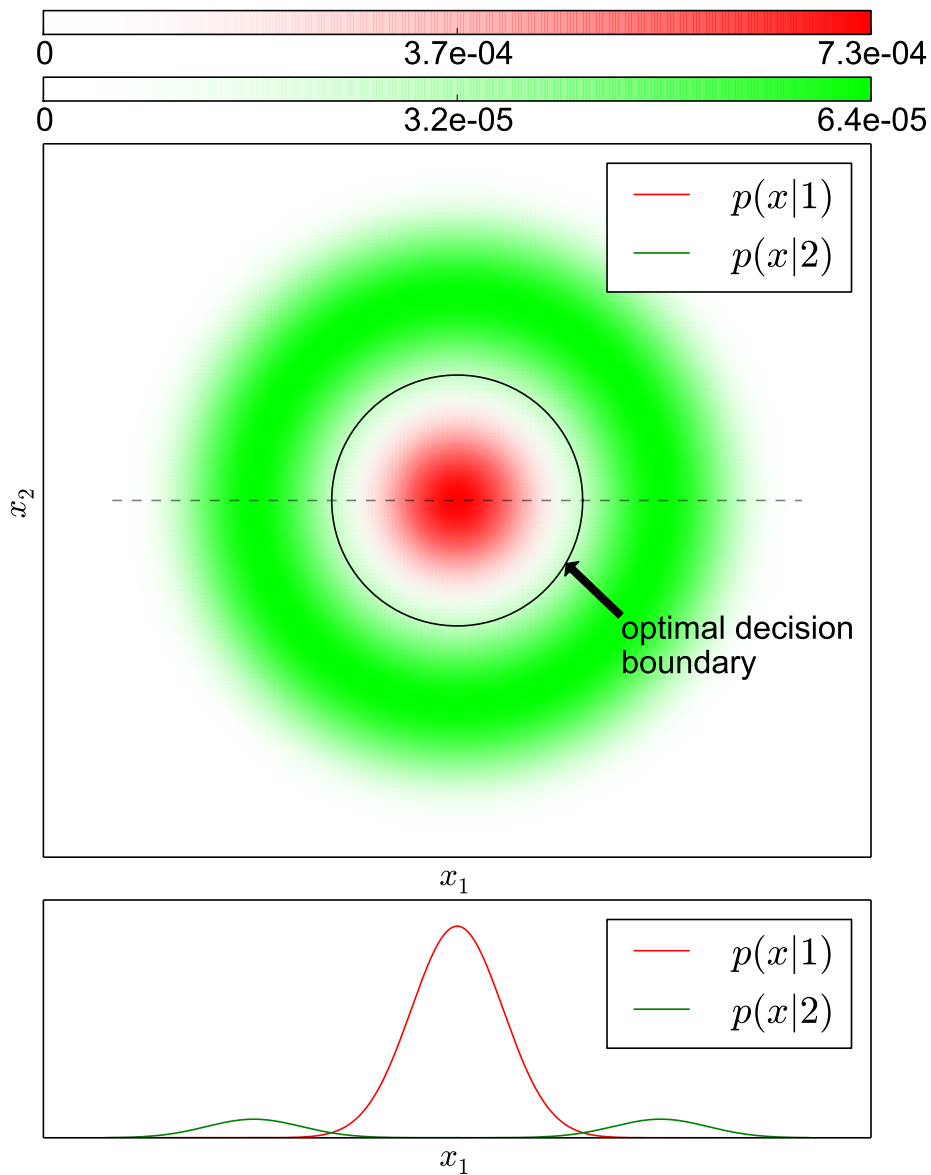 0 3.7e-04 7.3e-04
0 3.2e-05 6.4e-05
p(x|1)
p(x|2)
x₂
optimal decision
boundary
x₁
p(x|1)
p(x|2)
x₁